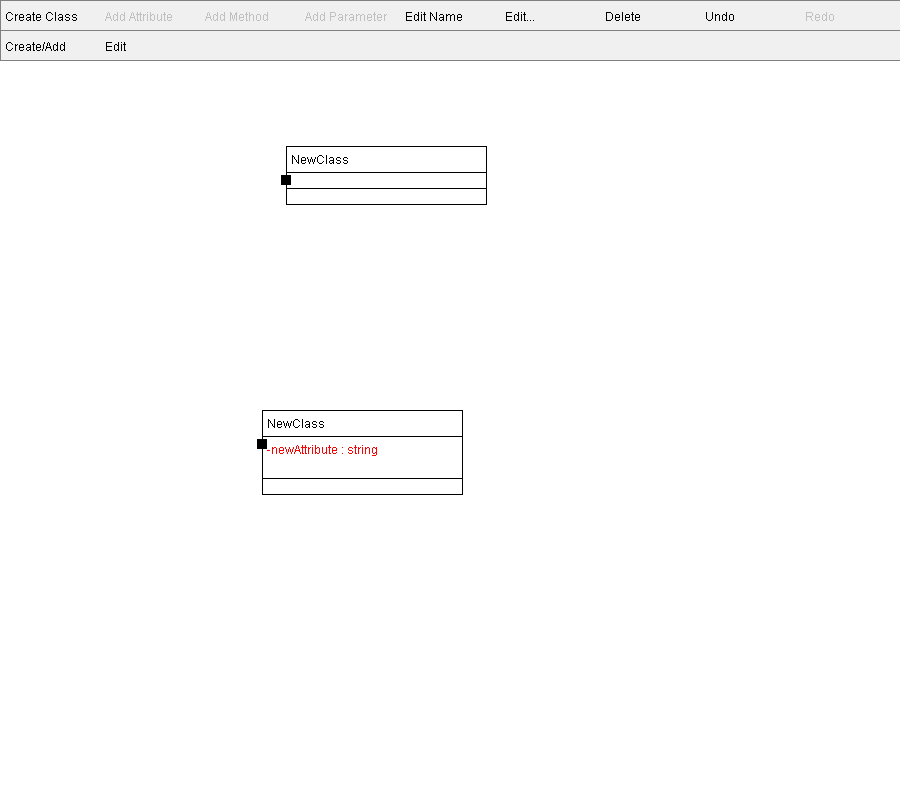 Create Class Add Attribute Add Method Add Parameter Edit Name Edit... Delete Undo Redo
Create/Add Edit
NewClass
NewClass
-newAttribute : string